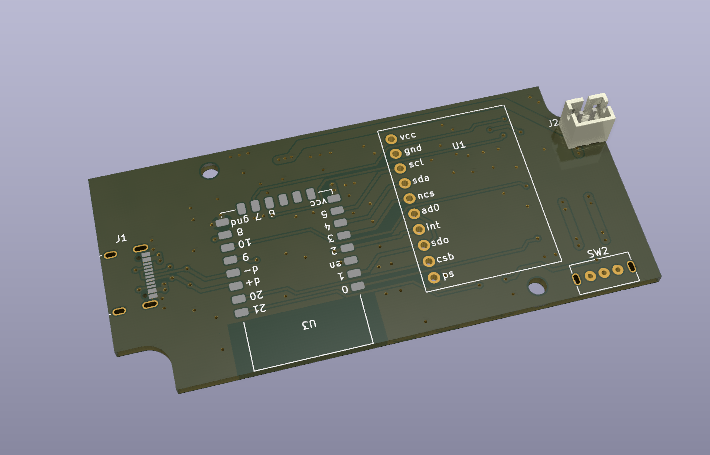 J2
vcc
gnd
scl
sda
ncs
ad0
int
sdo
csb
ps
U1
SW2
J1
gnd
7
6
vcc
8
10
9
d-
d+
20
21
5
4
3
2
en
1
0
U3